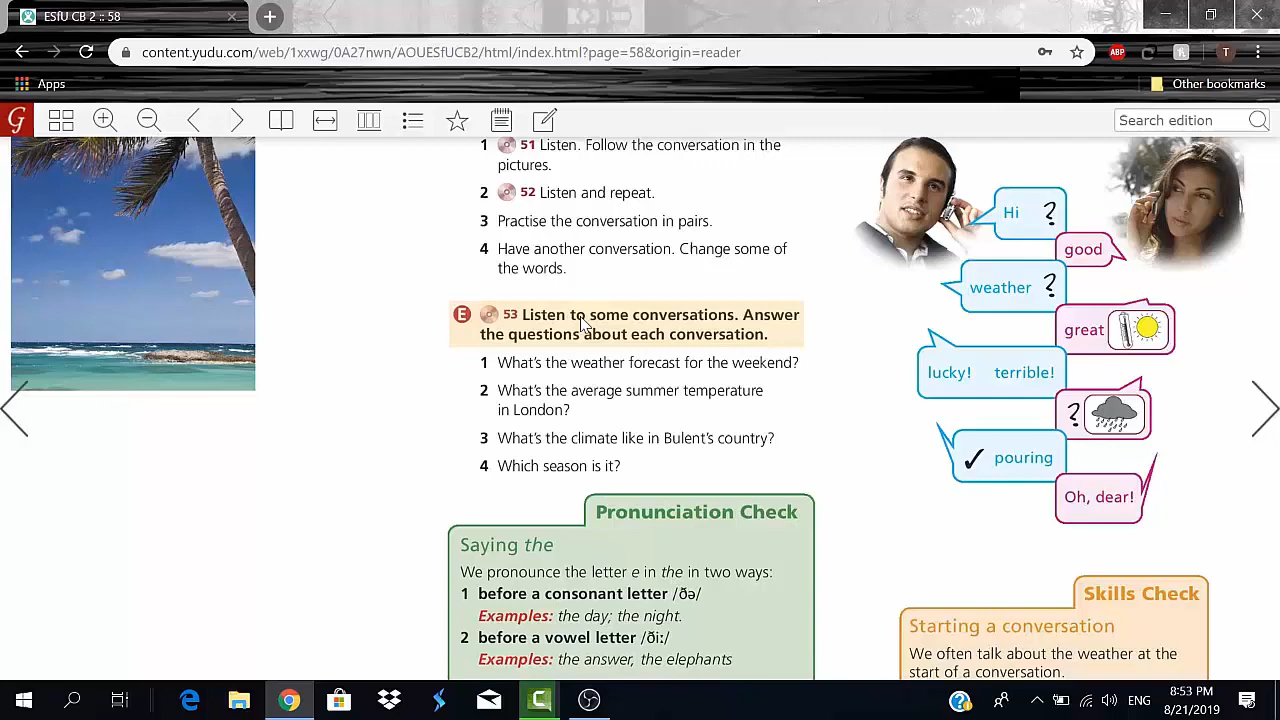 ESfU CB 2 :: 58
content.yudu.com/web/1xxwg/0A27nwn/AOUESfUCB2/html/index.html?page=58&origin=reader
ABP
T
Apps
Other bookmarks
G
Search edition
1 51 Listen. Follow the conversation in the
pictures.
2 52 Listen and repeat.
3 Practise the conversation in pairs.
4 Have another conversation. Change some of
the words.
E 53 Listen to some conversations. Answer
the questions about each conversation.
1 What's the weather forecast for the weekend?
2 What's the average summer temperature
in London?
3 What's the climate like in Bulent's country?
4 Which season is it?
Pronunciation Check
Saying the
We pronounce the letter e in the in two ways:
1 before a consonant letter /ðə/
Examples: the day; the night.
2 before a vowel letter /ðiː/
Examples: the answer, the elephants
Hi ?
good
weather ?
great
lucky! terrible!
?
✓ pouring
Oh, dear!
Skills Check
Starting a conversation
We often talk about the weather at the
start of a conversation.
ENG
8:53 PM
8/21/2019